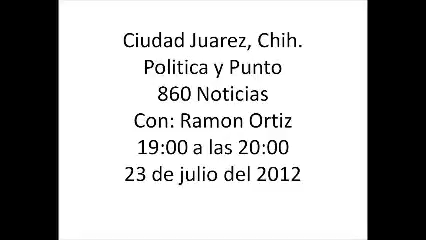 Ciudad Juarez, Chih.
Politica y Punto
860 Noticias
Con: Ramon Ortiz
19:00 a las 20:00
23 de julio del 2012